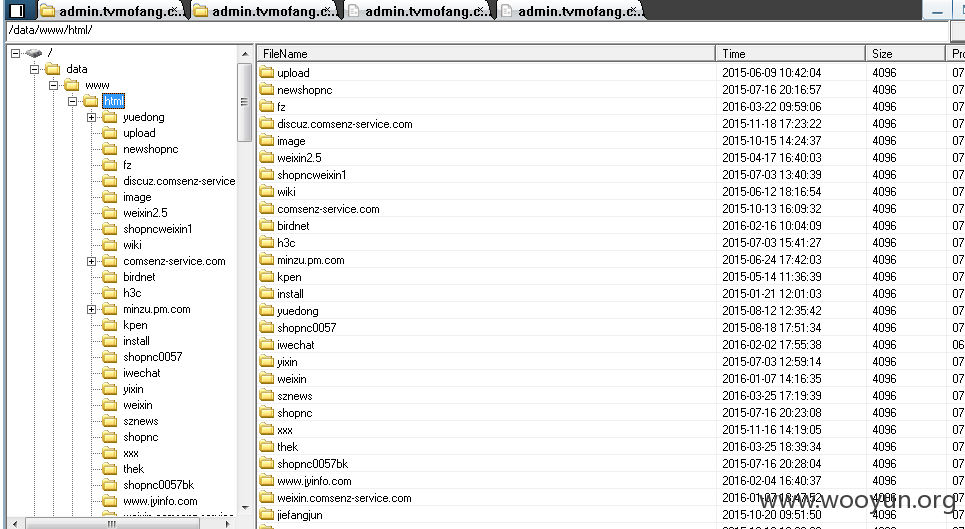 admin.tvmofang.c admin.tvmofang.c admin.tvmofang.c admin.tvmofang.c
/data/www/html/
/
data
www
html
yuedong
upload
newshopnc
fz
discuz.comsenz-service
image
weixin2.5
shopncweixin1
wiki
comsenz-service.com
birdnet
h3c
minzu.pm.com
kpen
install
shopnc0057
iwechat
yixin
weixin
sznews
shopnc
xxx
thek
shopnc0057bk
www.jyinfo.com
weixin.comsenz-service
FileName Time Size
upload 2015-06-09 10:42:04 4096 07
newshopnc 2015-07-16 20:16:57 4096 07
fz 2016-03-22 09:59:06 4096 07
discuz.comsenz-service.com 2015-11-18 17:23:22 4096 07
image 2015-10-15 14:24:37 4096 07
weixin2.5 2015-04-17 16:40:03 4096 07
shopncweixin1 2015-07-03 13:40:39 4096 07
wiki 2015-06-12 18:16:54 4096 07
comsenz-service.com 2015-10-13 16:09:32 4096 07
birdnet 2016-02-16 10:04:09 4096 07
h3c 2015-07-03 15:41:27 4096 07
minzu.pm.com 2015-06-24 17:42:03 4096 07
kpen 2015-05-14 11:36:39 4096 07
install 2015-01-21 12:01:03 4096 07
yuedong 2015-08-12 12:35:42 4096 07
shopnc0057 2015-08-18 17:51:34 4096 07
iwechat 2016-02-02 17:55:38 4096 06
yixin 2015-07-03 12:59:14 4096 07
weixin 2016-01-07 14:16:35 4096 07
sznews 2016-03-25 17:19:39 4096 07
shopnc 2015-07-16 20:23:08 4096 07
xxx 2015-11-16 14:19:05 4096 07
thek 2016-03-25 18:39:34 4096 07
shopnc0057bk 2015-07-16 20:28:04 4096 07
www.jyinfo.com 2016-02-04 16:40:37 4096 07
weixin.comsenz-service.com 2016-01-07 4096 07
jiefangjun 2015-10-20 09:51:50 4096 07
www.wooyun.org